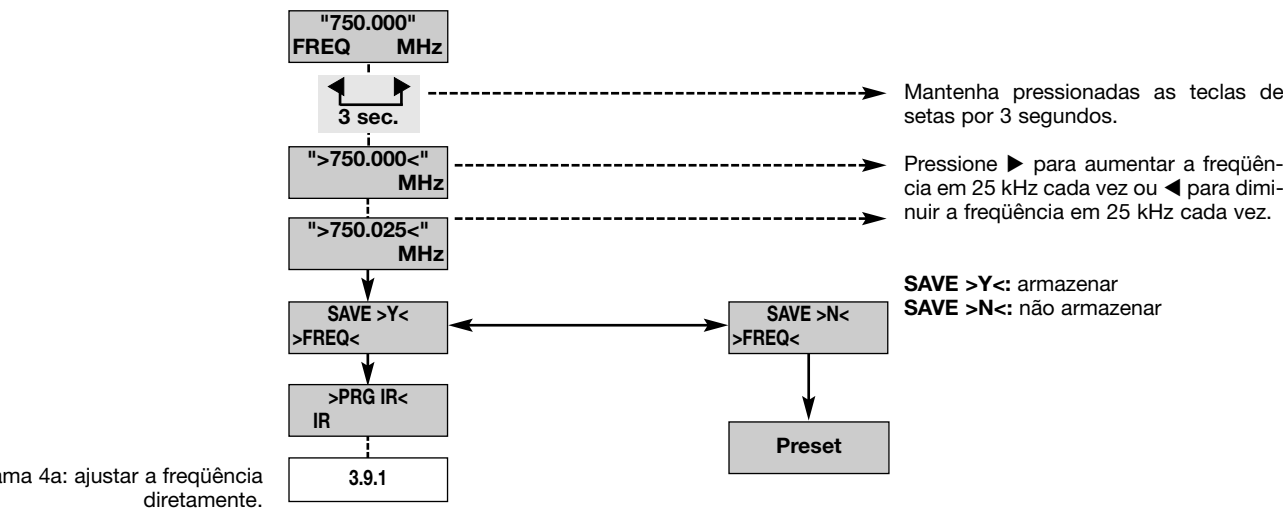 "750.000"
FREQ MHz
3 sec.
Mantenha pressionadas as teclas de
setas por 3 segundos.
">750.000<"
MHz
Pressione ▶ para aumentar a freqüên-
cia em 25 kHz cada vez ou ◀ para dimi-
nuir a freqüência em 25 kHz cada vez.
">750.025<"
MHz
SAVE >Y<: armazenar
SAVE >N<: não armazenar
SAVE >Y<
>FREQ<
SAVE >N<
>FREQ<
>PRG IR<
IR
Preset
4a: ajustar a freqüência
diretamente.
3.9.1